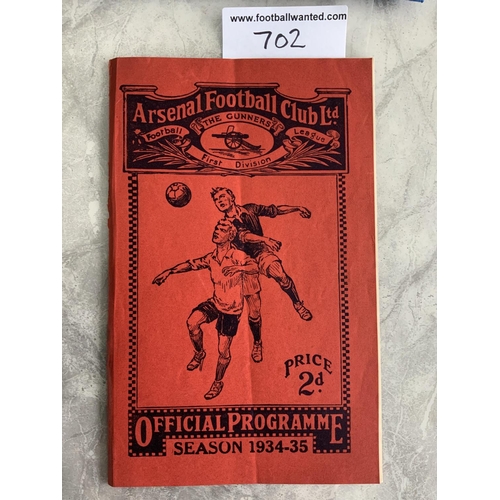 www.footballwanted.com
702
Arsenal Football Club Ltd
"THE GUNNERS"
Football League
First Division
PRICE
2d.
OFFICIAL PROGRAMME
SEASON 1934-35